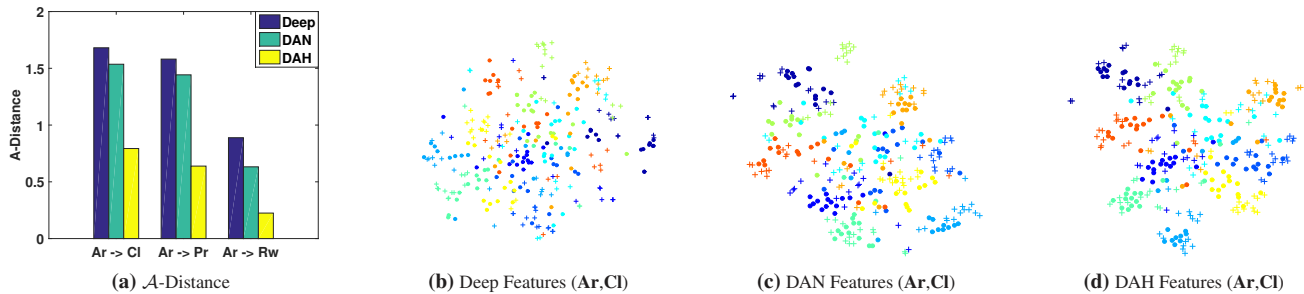 2
1.5
1
0.5
0
A-Distance
Deep
DAN
DAH
Ar -> Cl Ar -> Pr Ar -> Rw
(a) 𝒜-Distance
(b) Deep Features (Ar,Cl)
(c) DAN Features (Ar,Cl)
(d) DAH Features (Ar,Cl)